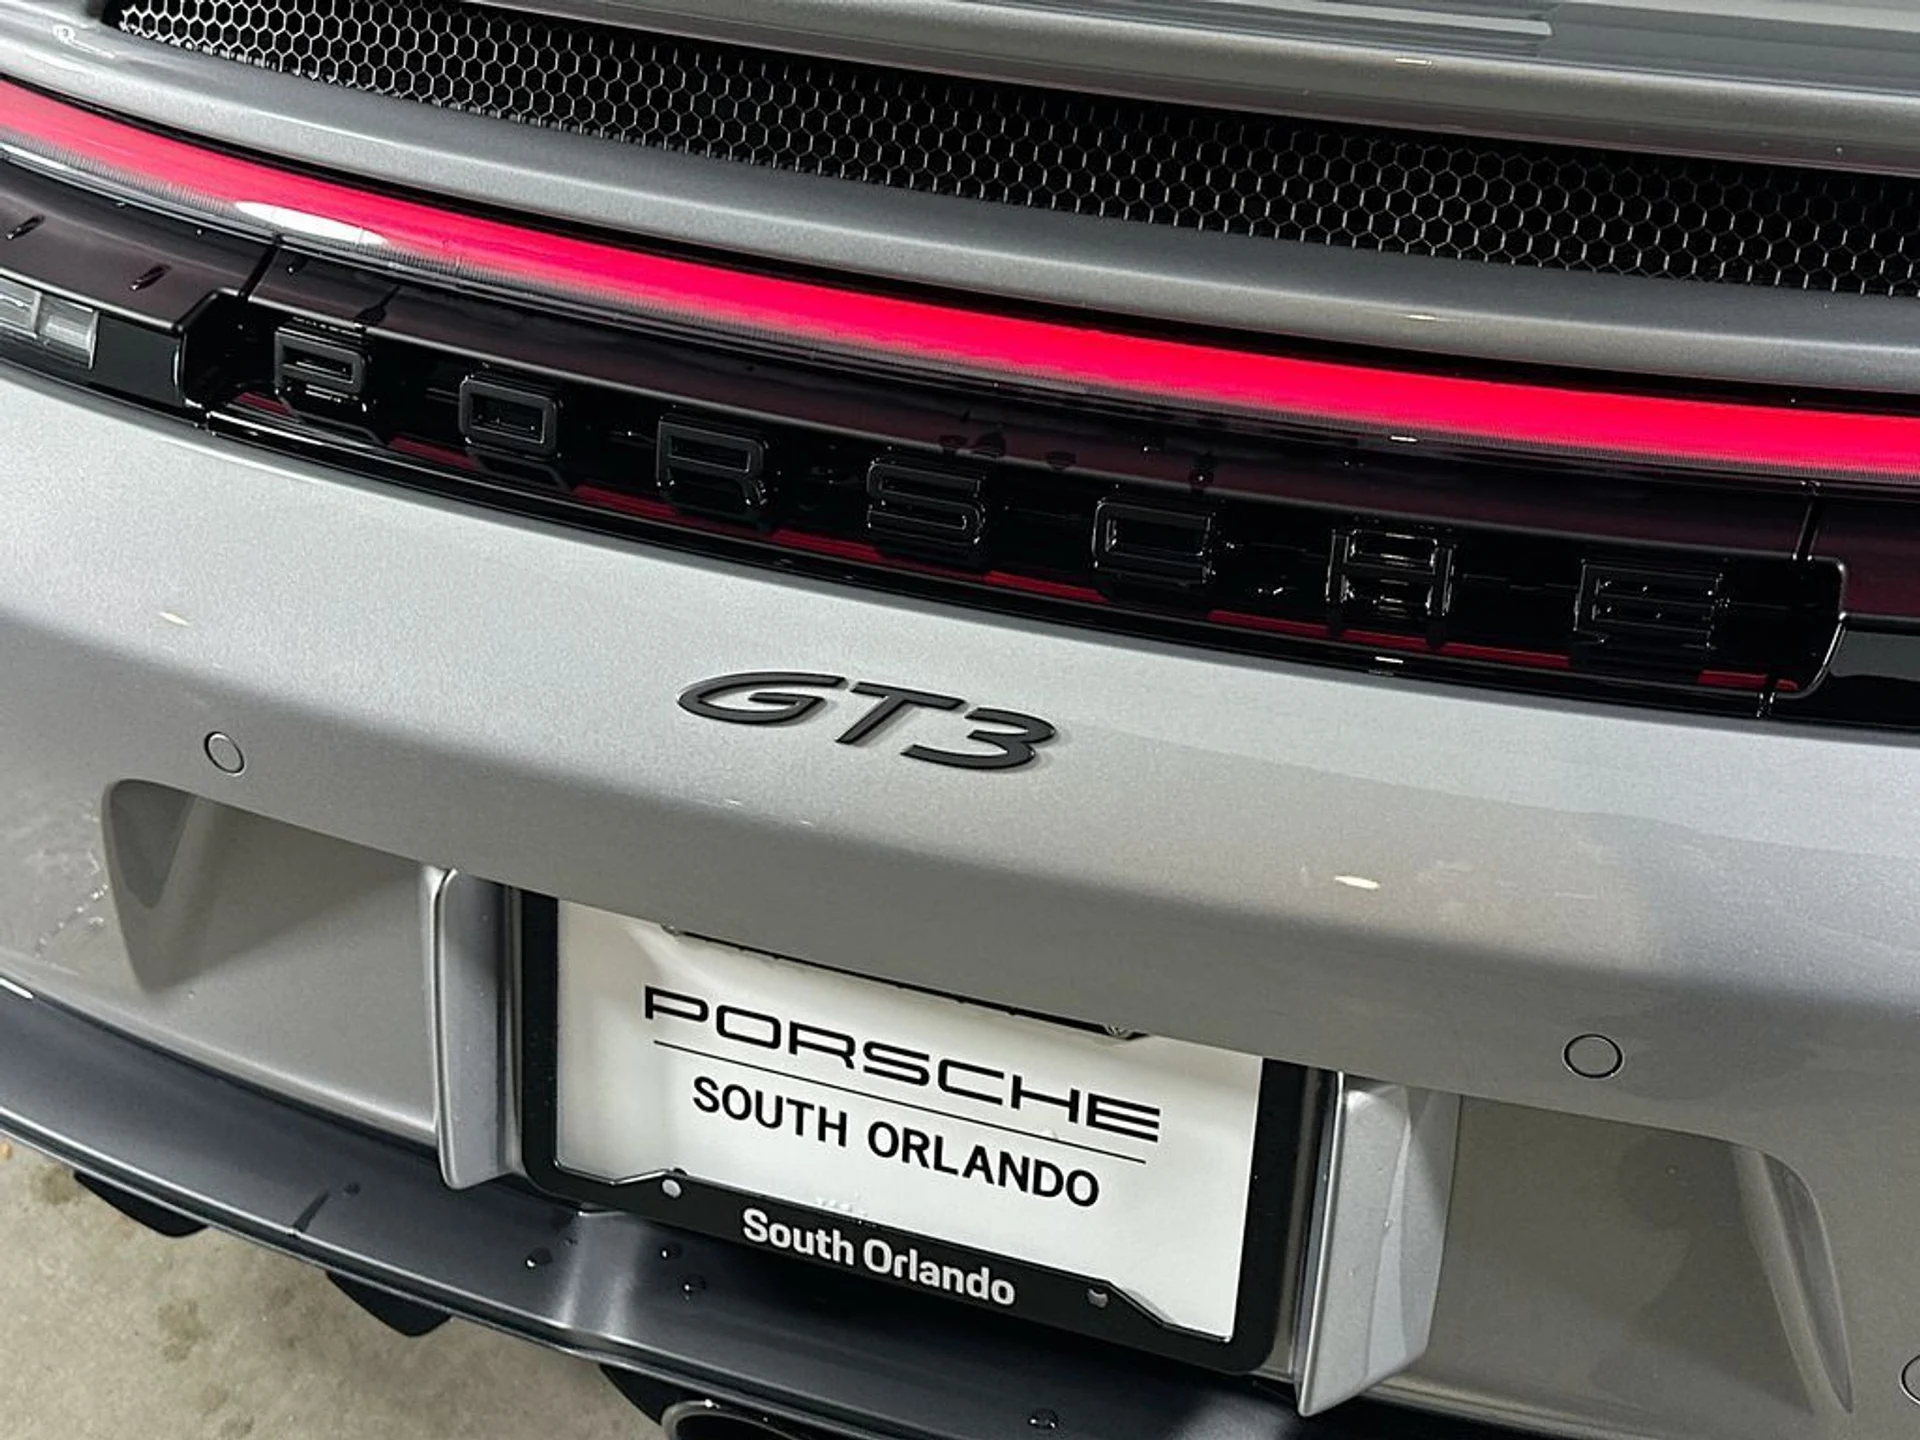 PORSCHE
GT3
PORSCHE
SOUTH ORLANDO
South Orlando